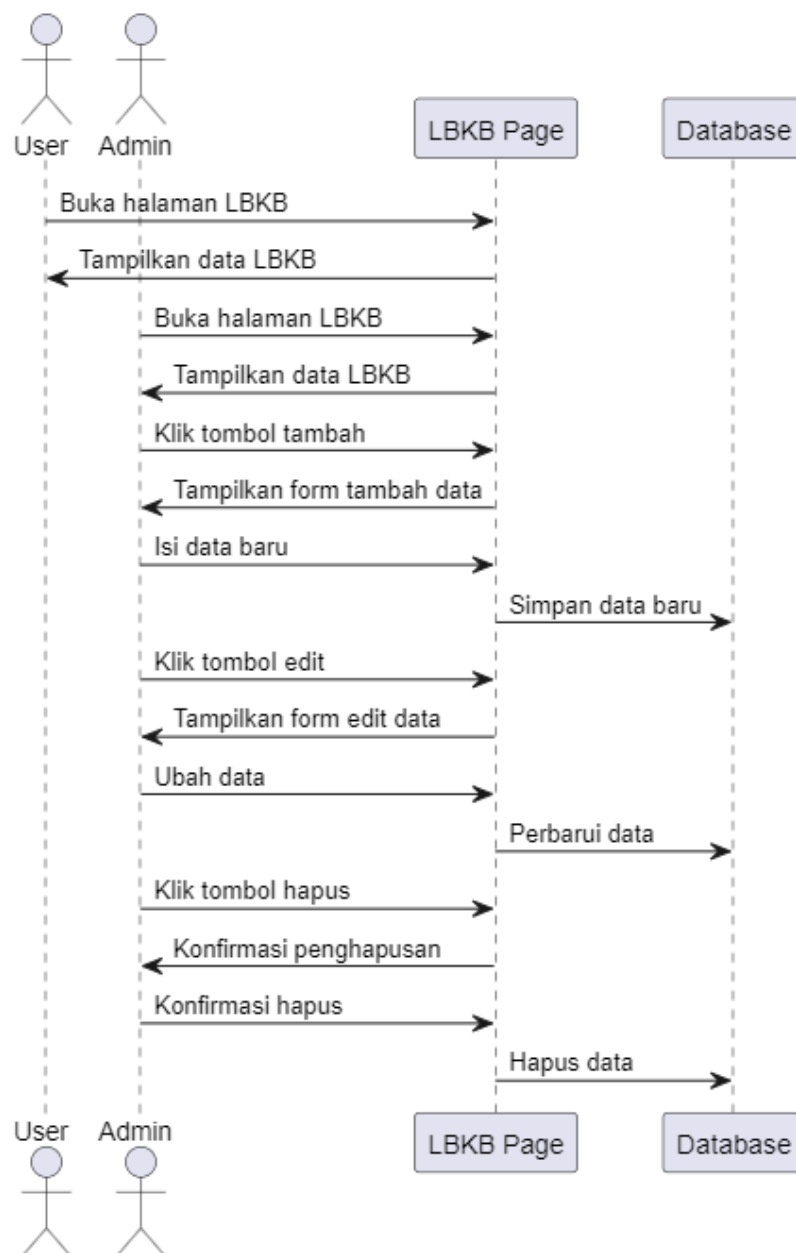 LBKB Page
Database
User
Admin
Buka halaman LBKB
Tampilkan data LBKB
Buka halaman LBKB
Tampilkan data LBKB
Klik tombol tambah
Tampilkan form tambah data
Isi data baru
Simpan data baru
Klik tombol edit
Tampilkan form edit data
Ubah data
Perbarui data
Klik tombol hapus
Konfirmasi penghapusan
Konfirmasi hapus
Hapus data
User
Admin
LBKB Page
Database